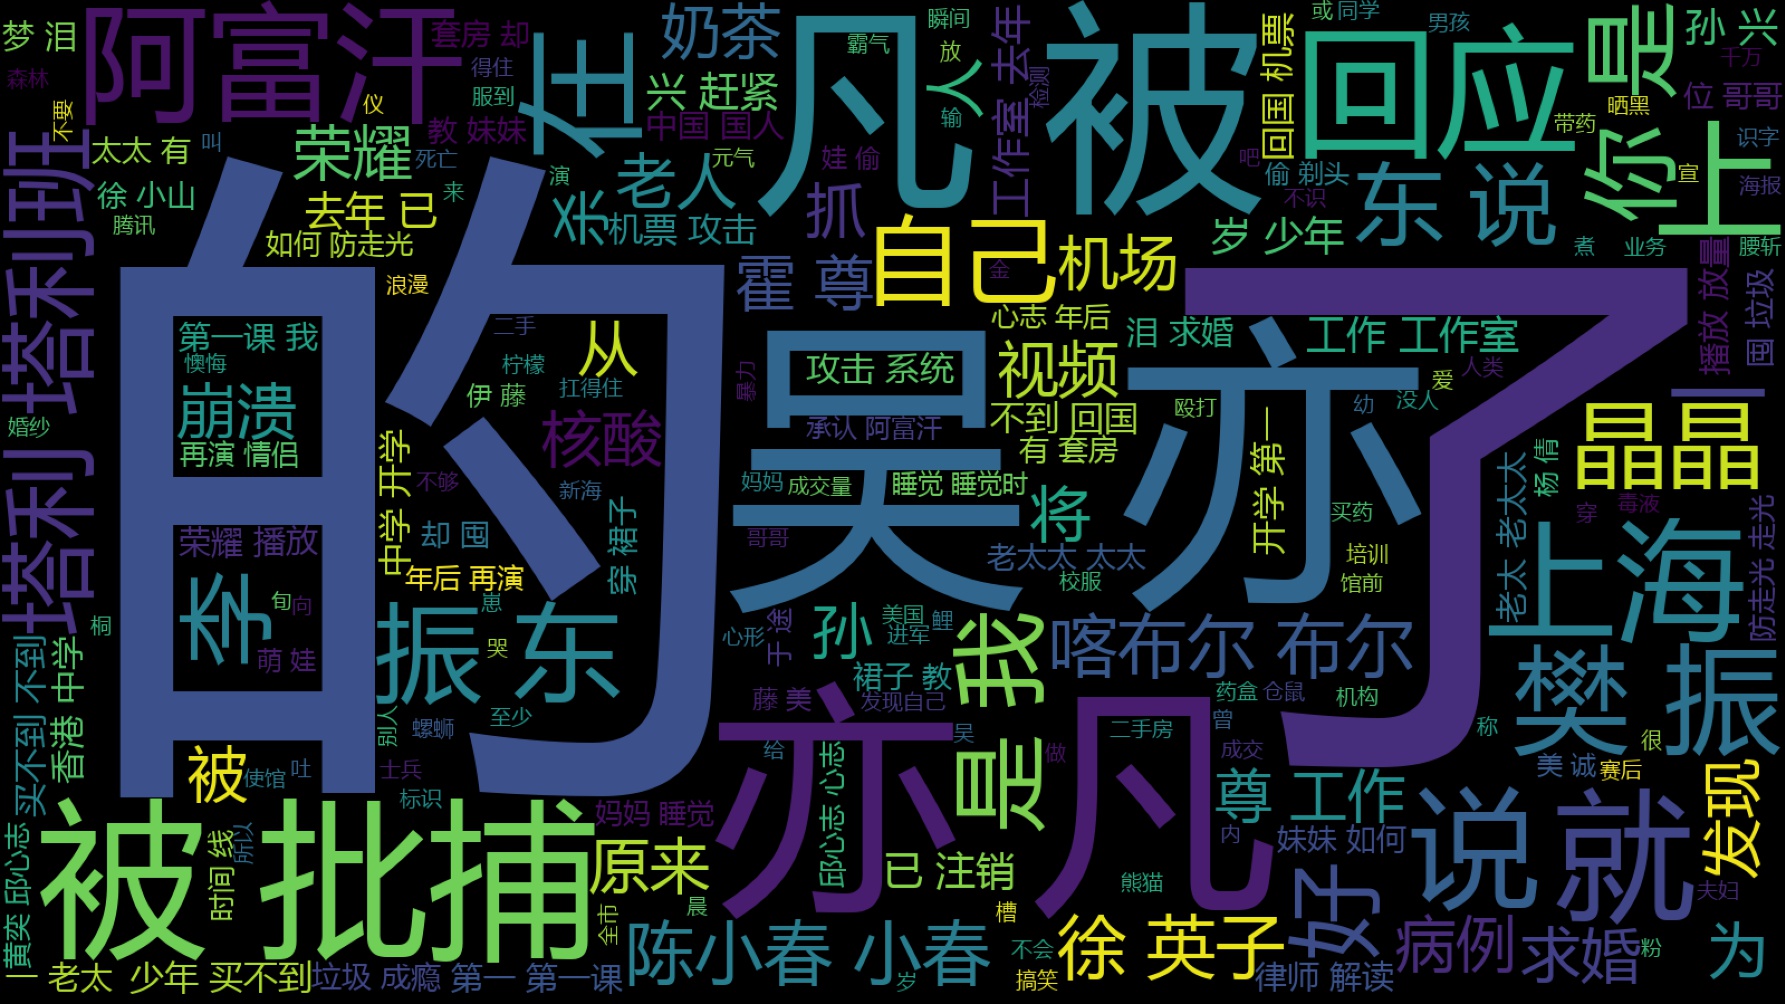 梦 泪
阿富汗
套房 却
奶茶
瞬间
凡 被
工作室 去年
或 同学
男孩
是
孙 兴
森林
得住
在
霸气
放
人
检测
回国 机票
回应
千万
不要
仪
服到
兴 赶紧
输
晒黑
位 哥哥
塔利班
太太 有
叫
荣耀
教 妹妹
中国 国人
带药
你
识字
死亡
元气
娃 偷
吧
宣
上
徐 小山
来
演
老人
抓
不识
偷 剃头
东 说
海报
腾讯
去年 已
杀
机票 攻击
自己
岁 少年
煮
业务
腰斩
如何 防走光
霍 尊
金
机场
播放 放量
囤 垃圾
塔利 塔利班
的
浪漫
了
第一课 我
二手
从
心志 年后
泪 求婚
工作 工作室
懊悔
柠檬
吴 亦
攻击 系统
视频
人类
崩溃
伊 藤
扛得住
暴力
爱
没人
一
婚纱
承认 阿富汗
不到 回国
殴打
幼
晶晶
再演 情侣
中学 开学
核酸
有 套房
开学 第一
不够
新海
妈妈
成交量
睡觉 睡觉时
老太 老太太
杨 倩
将
买药
穿
毒液
荣耀 播放
却 囤
穿 裙子
哥哥
老太太 太太
培训
上海
防走光 走光
年后 再演
校服
馆前
李
旬
向
崽
振 东
美国
桐
心形
于途
孙
进军
鲤
我
喀布尔 布尔
樊 振
买不到 不到
香港 中学
萌 娃
哭
裙子 教
别人
螺蛳
至少
藤 美
发现自己
药盒
仓鼠
机构
亦 凡
吴
做
曾
二手房
称
很
被
使馆
吐
士兵
给
邱心志 心志
是
成交
美 诚
赛后
标识
尊 工作
发现
黄奕 邱心志
被 批捕
时间 线
所以
妈妈 睡觉
原来
已 注销
内
妹妹 如何
说
就
熊猫
好
夫妇
全市
晨
槽
陈小春 小春
不会
徐 英子
病例
求婚
粉
为
一 老太
少年 买不到
垃圾 成瘾
第一 第一课
岁
搞笑
律师 解读